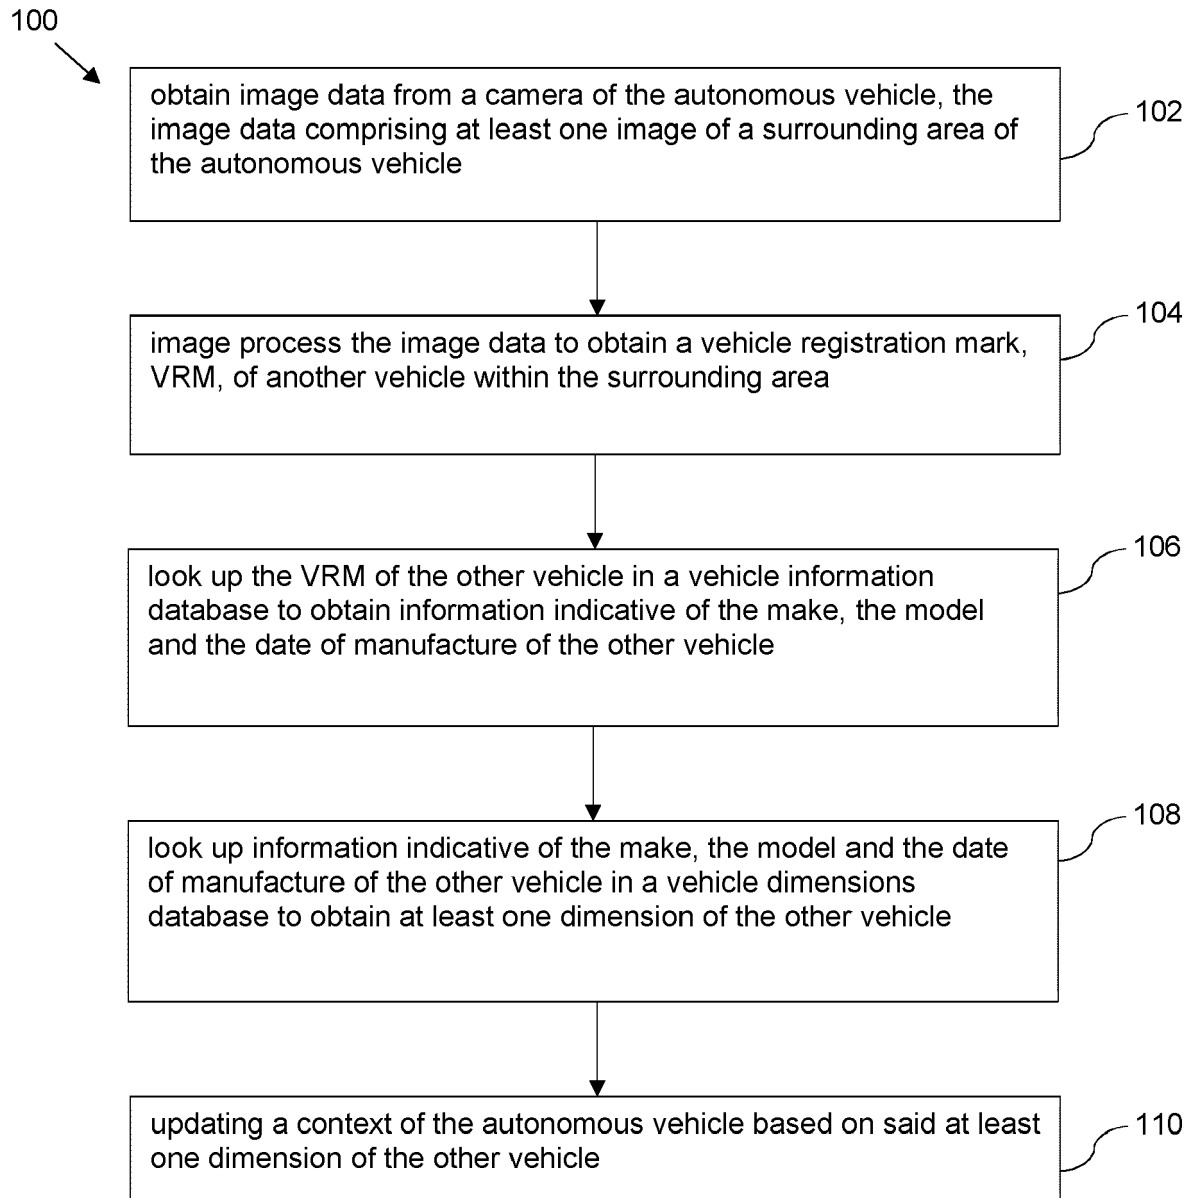 100
obtain image data from a camera of the autonomous vehicle, the
image data comprising at least one image of a surrounding area of
the autonomous vehicle
102
image process the image data to obtain a vehicle registration mark,
VRM, of another vehicle within the surrounding area
104
look up the VRM of the other vehicle in a vehicle information
database to obtain information indicative of the make, the model
and the date of manufacture of the other vehicle
106
look up information indicative of the make, the model and the date
of manufacture of the other vehicle in a vehicle dimensions
database to obtain at least one dimension of the other vehicle
108
updating a context of the autonomous vehicle based on said at least
one dimension of the other vehicle
110